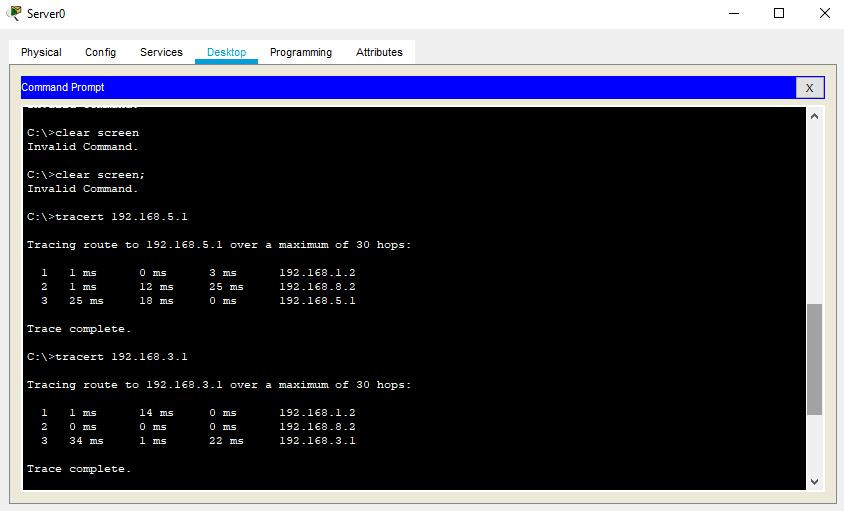 Server0
Physical Config Services Desktop Programming Attributes
Command Prompt X
Invalid Command.
C:\>clear screen
Invalid Command.
C:\>clear screen;
Invalid Command.
C:\>tracert 192.168.5.1
Tracing route to 192.168.5.1 over a maximum of 30 hops:
1 1 ms 0 ms 3 ms 192.168.1.2
2 1 ms 12 ms 25 ms 192.168.8.2
3 25 ms 18 ms 0 ms 192.168.5.1
Trace complete.
C:\>tracert 192.168.3.1
Tracing route to 192.168.3.1 over a maximum of 30 hops:
1 1 ms 14 ms 0 ms 192.168.1.2
2 0 ms 0 ms 0 ms 192.168.8.2
3 34 ms 1 ms 22 ms 192.168.3.1
Trace complete.